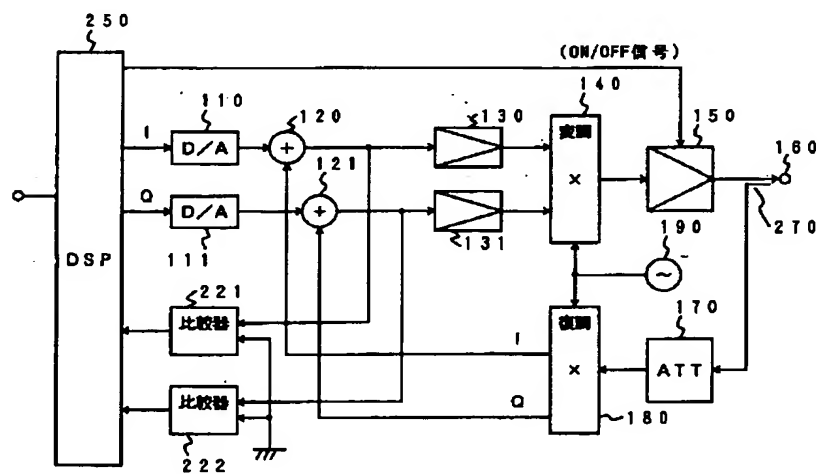 250
(ON/OFF信号)
140
110
120
130
150
160
I
D/A
+
変調
×
121
Q
D/A
+
190
270
131
DSP
111
~
221
170
比較器
I
復調
×
ATT
Q
比較器
180
222